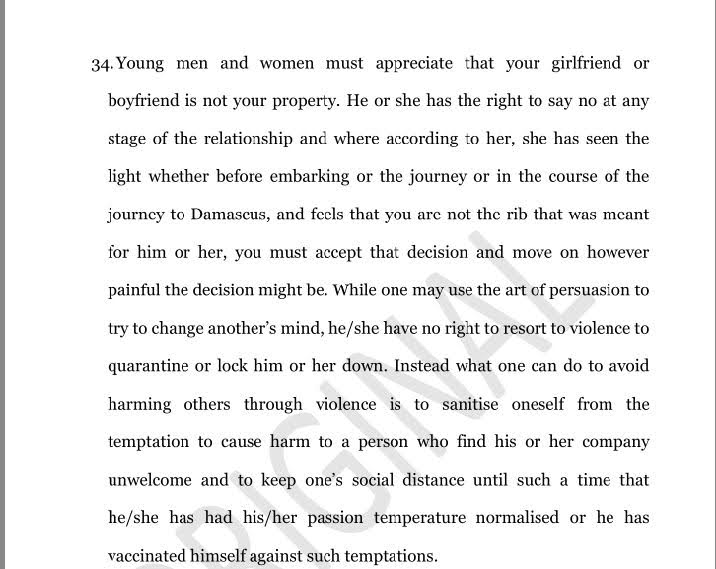 34. Young men and women must appreciate that your girlfriend or
boyfriend is not your property. He or she has the right to say no at any
stage of the relationship and where according to her, she has seen the
light whether before embarking or the journey or in the course of the
journey to Damascus, and feels that you are not the rib that was meant
for him or her, you must accept that decision and move on however
painful the decision might be. While one may use the art of persuasion to
try to change another's mind, he/she have no right to resort to violence to
quarantine or lock him or her down. Instead what one can do to avoid
harming others through violence is to sanitise oneself from the
temptation to cause harm to a person who find his or her company
unwelcome and to keep one's social distance until such a time that
he/she has had his/her passion temperature normalised or he has
vaccinated himself against such temptations.
ORIGINAL